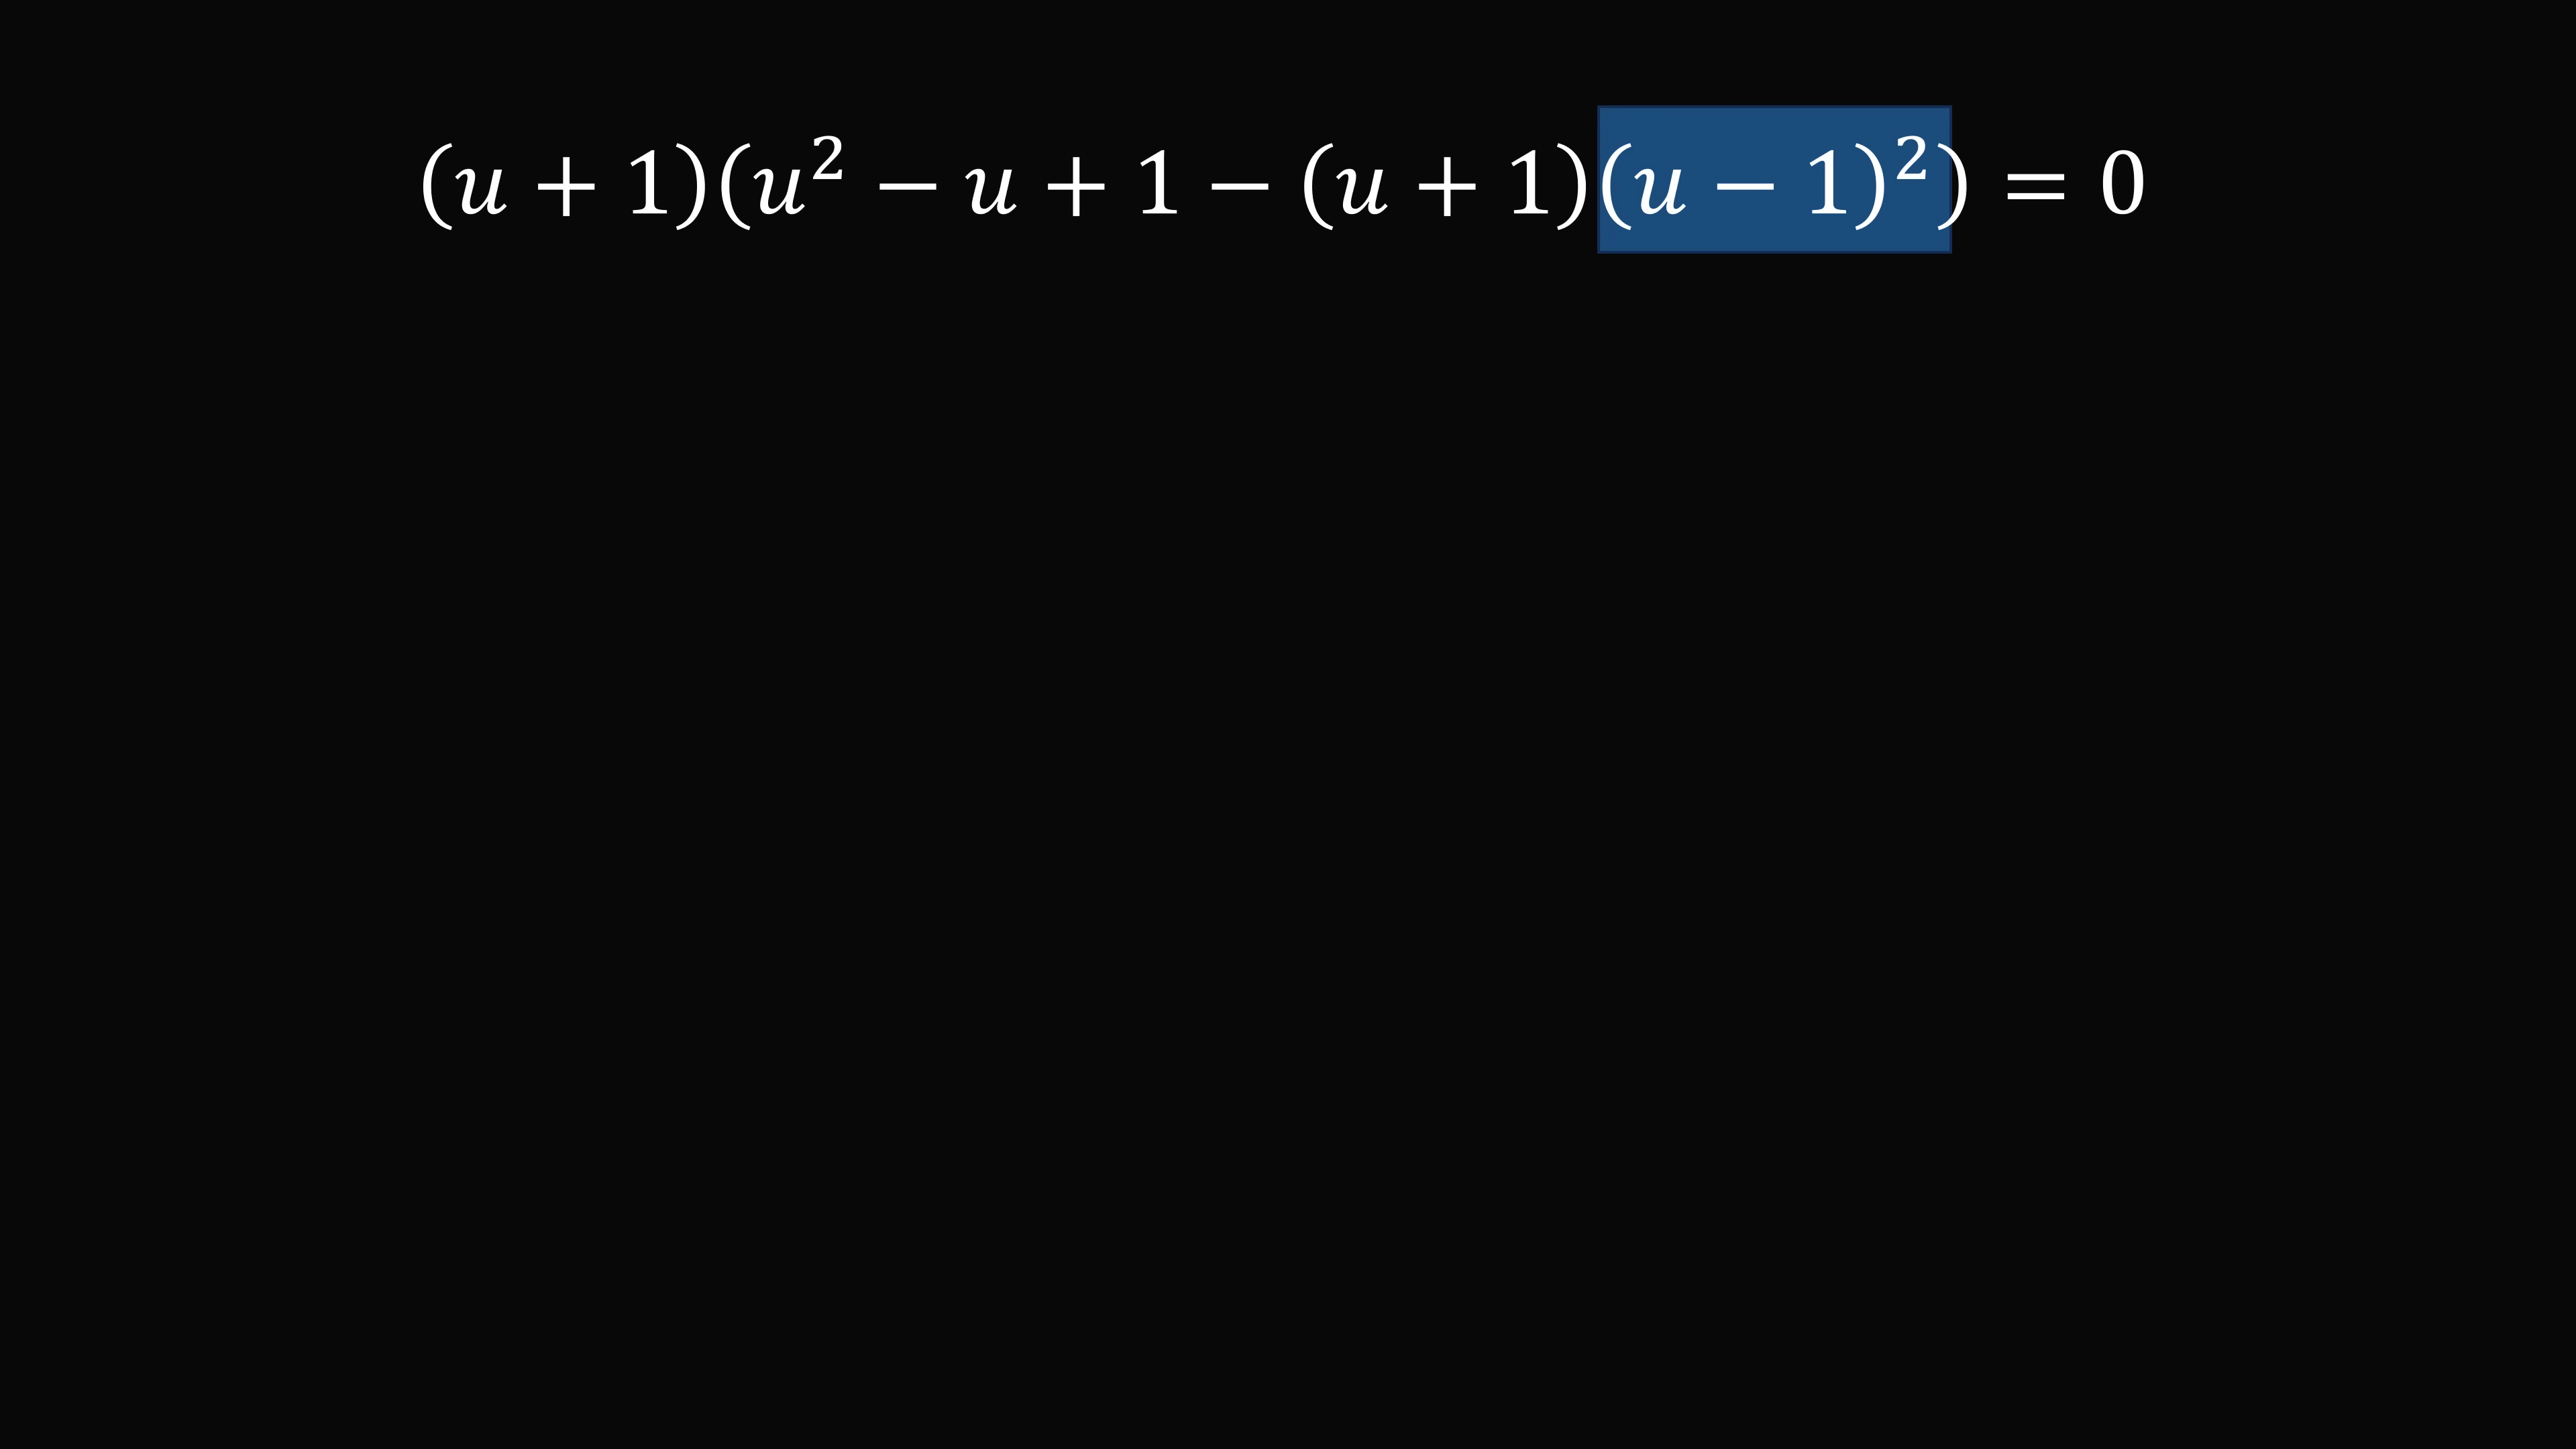 (u + 1)(u² − u + 1 − (u + 1)(u − 1)²) = 0